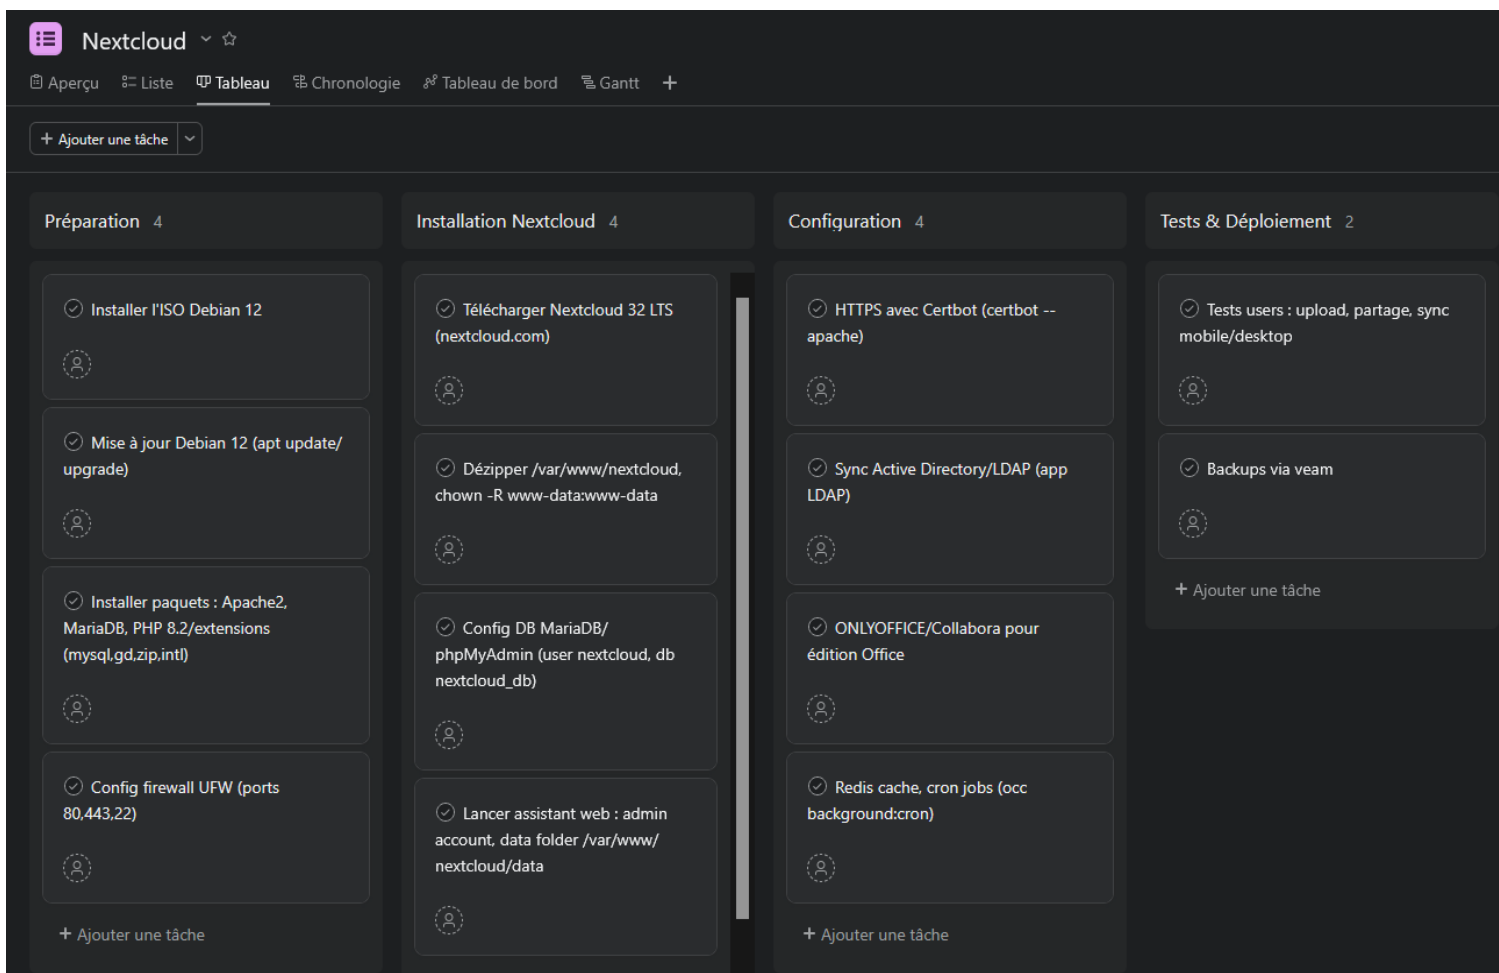 Nextcloud
Aperçu
Liste
Tableau
Chronologie
Tableau de bord
Gantt
+ Ajouter une tâche
Préparation 4
Installer l'ISO Debian 12
Mise à jour Debian 12 (apt update/
upgrade)
Installer paquets : Apache2,
MariaDB, PHP 8.2/extensions
(mysql,gd,zip,intl)
Config firewall UFW (ports
80,443,22)
+ Ajouter une tâche
Installation Nextcloud 4
Télécharger Nextcloud 32 LTS
(nextcloud.com)
Dézipper /var/www/nextcloud,
chown -R www-data:www-data
Config DB MariaDB/
phpMyAdmin (user nextcloud, db
nextcloud_db)
Lancer assistant web : admin
account, data folder /var/www/
nextcloud/data
Configuration 4
HTTPS avec Certbot (certbot --
apache)
Sync Active Directory/LDAP (app
LDAP)
ONLYOFFICE/Collabora pour
édition Office
Redis cache, cron jobs (occ
background:cron)
+ Ajouter une tâche
Tests & Déploiement 2
Tests users : upload, partage, sync
mobile/desktop
Backups via veam
+ Ajouter une tâche